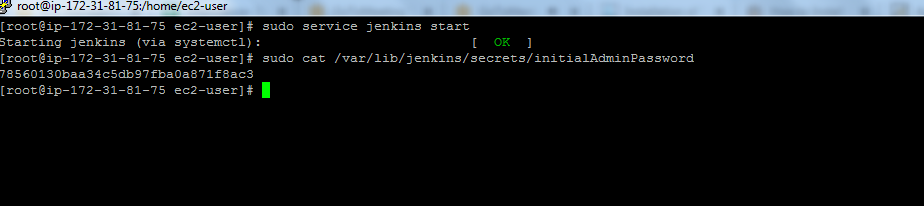 root@ip-172-31-81-75:/home/ec2-user
[root@ip-172-31-81-75 ec2-user]# sudo service jenkins start
Starting jenkins (via systemctl): [ OK ]
[root@ip-172-31-81-75 ec2-user]# sudo cat /var/lib/jenkins/secrets/initialAdminPassword
78560130baa34c5db97fba0a871f8ac3
[root@ip-172-31-81-75 ec2-user]#